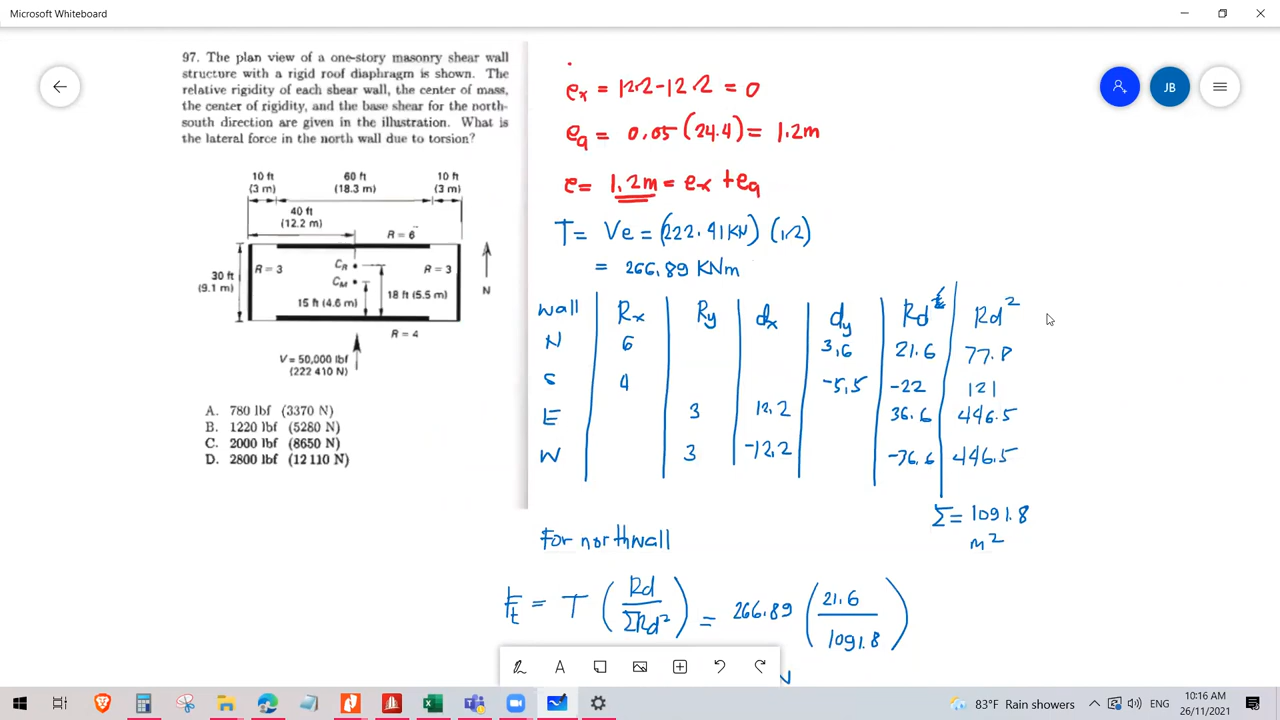 Microsoft Whiteboard
97. The plan view of a one-story masonry shear wall
structure with a rigid roof diaphragm is shown. The
relative rigidity of each shear wall, the center of mass,
the center of rigidity, and the base shear for the north-
south direction are given in the illustration. What is
the lateral force in the north wall due to torsion?
10 ft
(3 m)
60 ft
(18.3 m)
10 ft
(3 m)
40 ft
(12.2 m)
R = 6
30 ft
(9.1 m)
R = 3
CR
R = 3
CM
15 ft (4.6 m)
18 ft (5.5 m)
N
R = 4
V = 50,000 lbf
(222 410 N)
A. 780 lbf (3370 N)
B. 1220 lbf (5280 N)
C. 2000 lbf (8650 N)
D. 2800 lbf (12 110 N)
ex = 12.2 - 12.2 = 0
eq = 0.05 (24.4) = 1.2m
e = 1.2m = ex + eq
T = Ve = (222.41KN) (1.2)
= 266.89 KNm
wall Rx Ry dx dy Rd Rd²
N 6 3.6 21.6 77.8
S 4 -5.5 -22 121
E 3 12.2 36.6 446.5
W 3 -12.2 -36.6 446.5
Σ = 1091.8
m²
For north wall
Ft = T (Rd / ΣRd²) = 266.89 (21.6 / 1091.8)
N
JB
83°F Rain showers
ENG
10:16 AM
26/11/2021